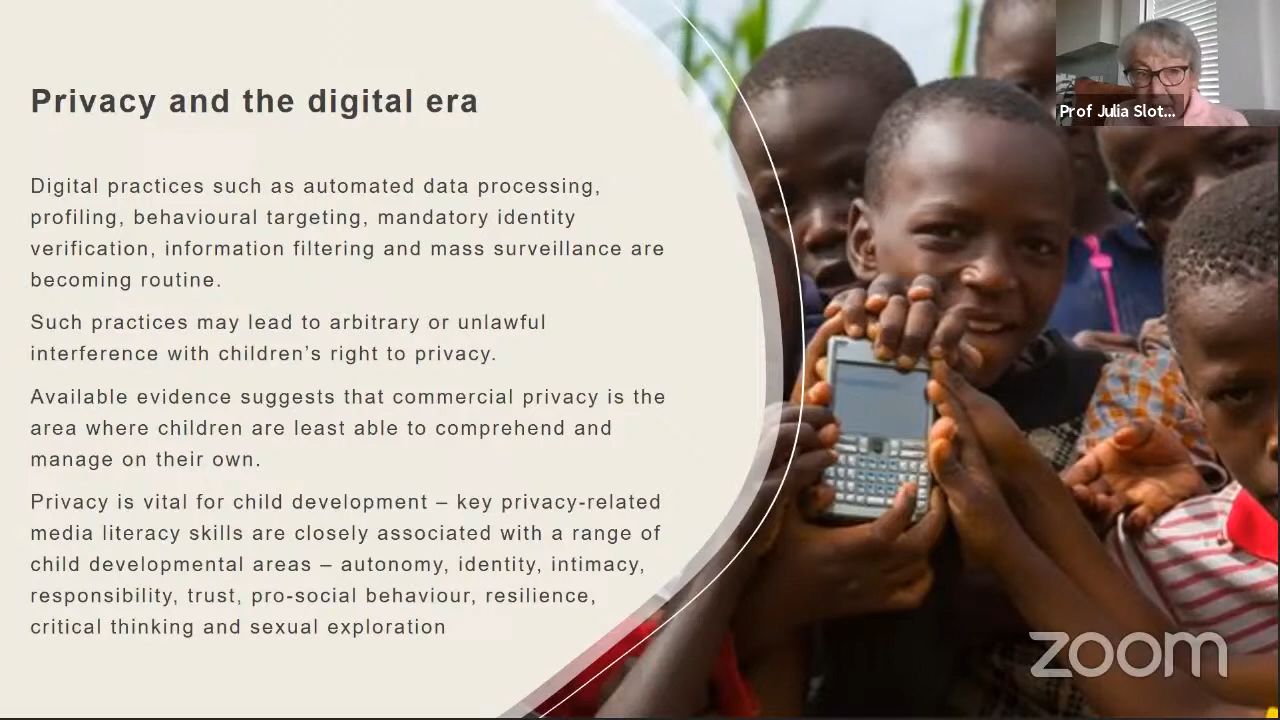 Privacy and the digital era
Digital practices such as automated data processing,
profiling, behavioural targeting, mandatory identity
verification, information filtering and mass surveillance are
becoming routine.
Such practices may lead to arbitrary or unlawful
interference with children’s right to privacy.
Available evidence suggests that commercial privacy is the
area where children are least able to comprehend and
manage on their own.
Privacy is vital for child development – key privacy-related
media literacy skills are closely associated with a range of
child developmental areas – autonomy, identity, intimacy,
responsibility, trust, pro-social behaviour, resilience,
critical thinking and sexual exploration
Prof Julia Slot...
zoom